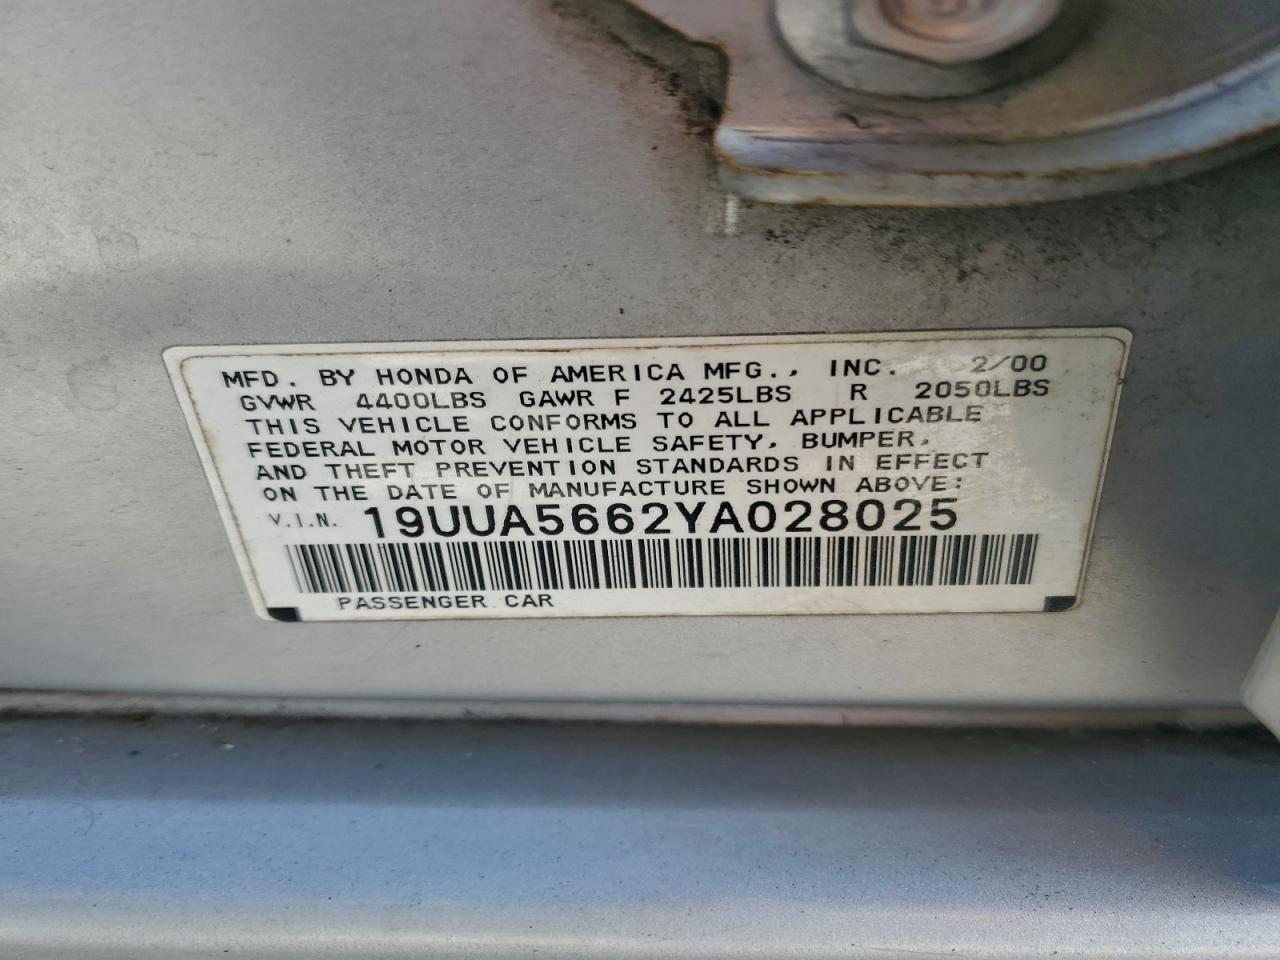 MFD. BY HONDA OF AMERICA MFG., INC. 2/00
GVWR 4400LBS GAWR F 2425LBS R 2050LBS
THIS VEHICLE CONFORMS TO ALL APPLICABLE
FEDERAL MOTOR VEHICLE SAFETY, BUMPER,
AND THEFT PREVENTION STANDARDS IN EFFECT
ON THE DATE OF MANUFACTURE SHOWN ABOVE:
V.I.N. 19UUA5662YA028025
PASSENGER CAR